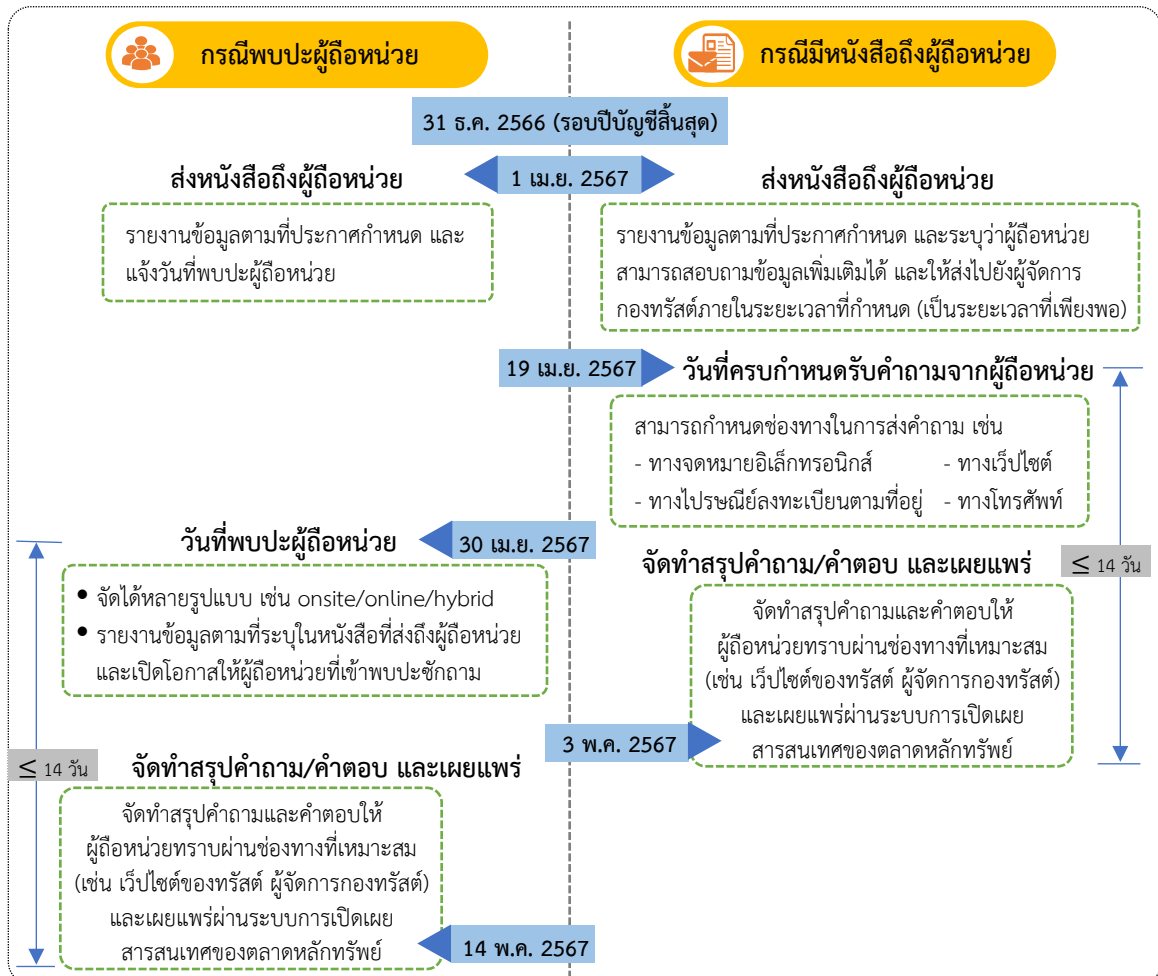 กรณีพบปะผู้ถือหน่วย
กรณีมีหนังสือถึงผู้ถือหน่วย
31 ธ.ค. 2566 (รอบปีบัญชีสิ้นสุด)
ส่งหนังสือถึงผู้ถือหน่วย
1 เม.ย. 2567
ส่งหนังสือถึงผู้ถือหน่วย
รายงานข้อมูลตามที่ประกาศกำหนด และ
แจ้งวันที่พบปะผู้ถือหน่วย
รายงานข้อมูลตามที่ประกาศกำหนด และระบุว่าผู้ถือหน่วย
สามารถสอบถามข้อมูลเพิ่มเติมได้ และให้ส่งไปยังผู้จัดการ
กองทรัสต์ภายในระยะเวลาที่กำหนด (เป็นระยะเวลาที่เพียงพอ)
19 เม.ย. 2567
วันที่ครบกำหนดรับคำถามจากผู้ถือหน่วย
สามารถกำหนดช่องทางในการส่งคำถาม เช่น
- ทางจดหมายอิเล็กทรอนิกส์ - ทางเว็ปไซต์
- ทางไปรษณีย์ลงทะเบียนตามที่อยู่ - ทางโทรศัพท์
วันที่พบปะผู้ถือหน่วย
30 เม.ย. 2567
• จัดได้หลายรูปแบบ เช่น onsite/online/hybrid
• รายงานข้อมูลตามที่ระบุในหนังสือที่ส่งถึงผู้ถือหน่วย
และเปิดโอกาสให้ผู้ถือหน่วยที่เข้าพบปะซักถาม
จัดทำสรุปคำถาม/คำตอบ และเผยแพร่
≤ 14 วัน
จัดทำสรุปคำถามและคำตอบให้
ผู้ถือหน่วยทราบผ่านช่องทางที่เหมาะสม
(เช่น เว็ปไซต์ของทรัสต์ ผู้จัดการกองทรัสต์)
และเผยแพร่ผ่านระบบการเปิดเผย
สารสนเทศของตลาดหลักทรัพย์
3 พ.ค. 2567
≤ 14 วัน
จัดทำสรุปคำถาม/คำตอบ และเผยแพร่
จัดทำสรุปคำถามและคำตอบให้
ผู้ถือหน่วยทราบผ่านช่องทางที่เหมาะสม
(เช่น เว็ปไซต์ของทรัสต์ ผู้จัดการกองทรัสต์)
และเผยแพร่ผ่านระบบการเปิดเผย
สารสนเทศของตลาดหลักทรัพย์
14 พ.ค. 2567